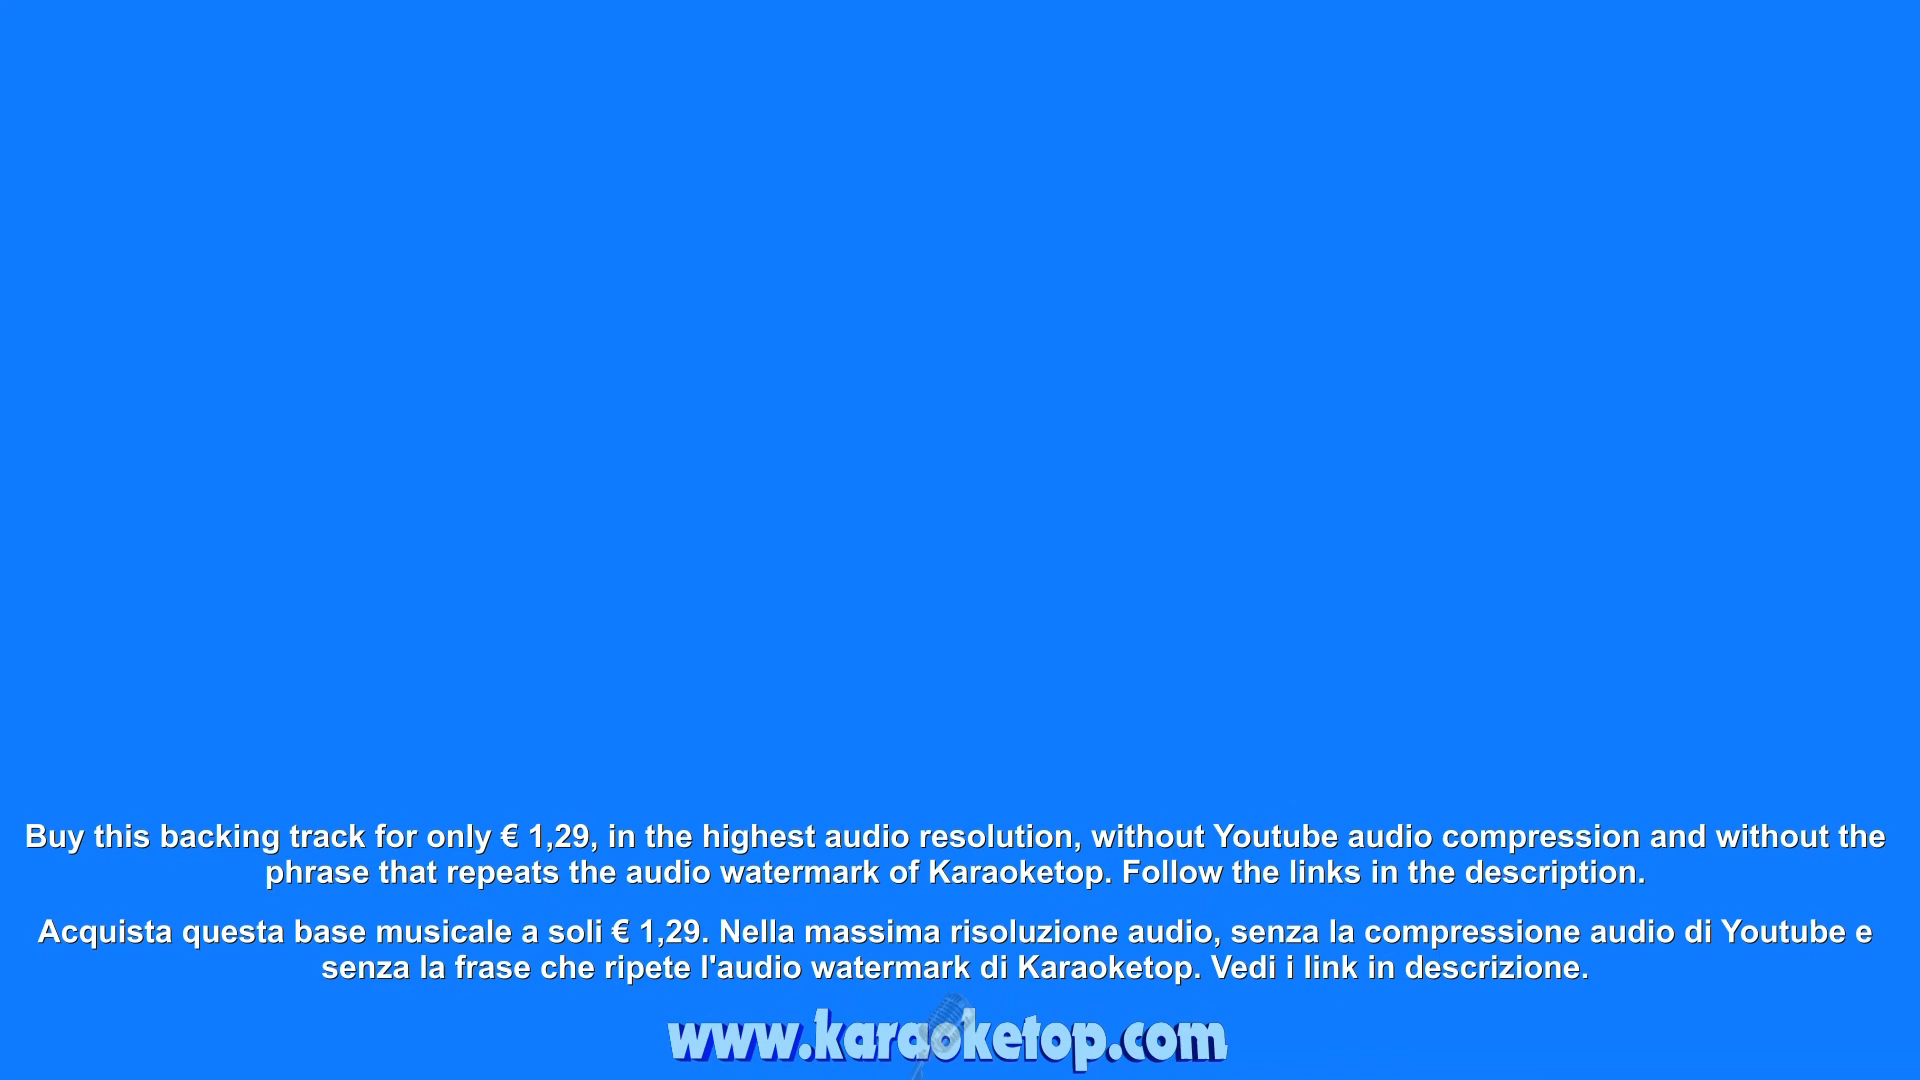 Buy this backing track for only € 1,29, in the highest audio resolution, without Youtube audio compression and without the
phrase that repeats the audio watermark of Karaoketop. Follow the links in the description.
Acquista questa base musicale a soli € 1,29. Nella massima risoluzione audio, senza la compressione audio di Youtube e
senza la frase che ripete l'audio watermark di Karaoketop. Vedi i link in descrizione.
www.karaoketop.com